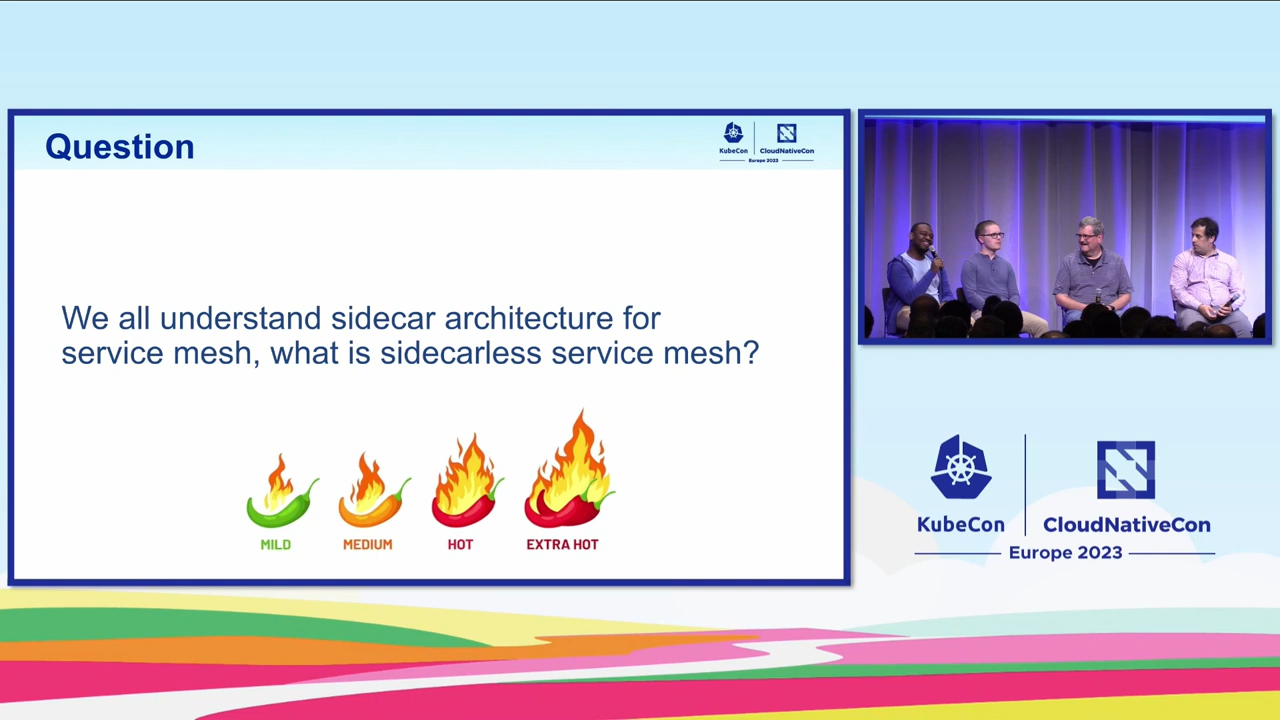 Question
KubeCon
CloudNativeCon
Europe 2023
We all understand sidecar architecture for
service mesh, what is sidecarless service mesh?
MILD
MEDIUM
HOT
EXTRA HOT
KubeCon
CloudNativeCon
Europe 2023